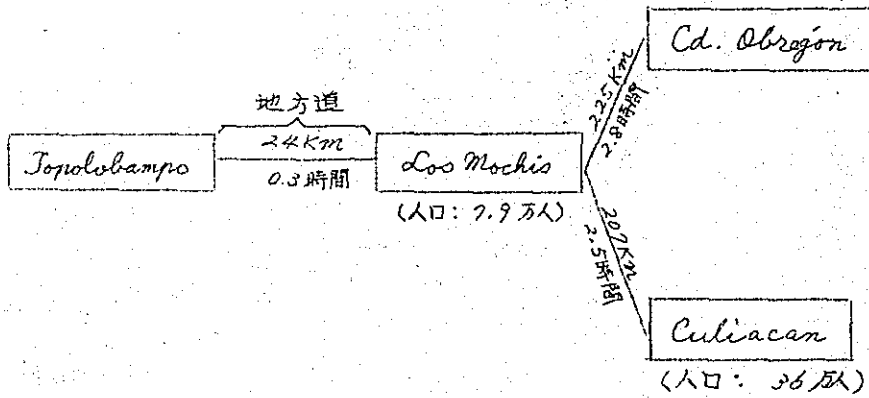 Cd. Obregón
225Km
2.8時間
地方道
24Km
0.3時間
Topolobampo
Los Mochis
(人口: 7.9万人)
207Km
2.5時間
Culiacan
(人口: 36万人)